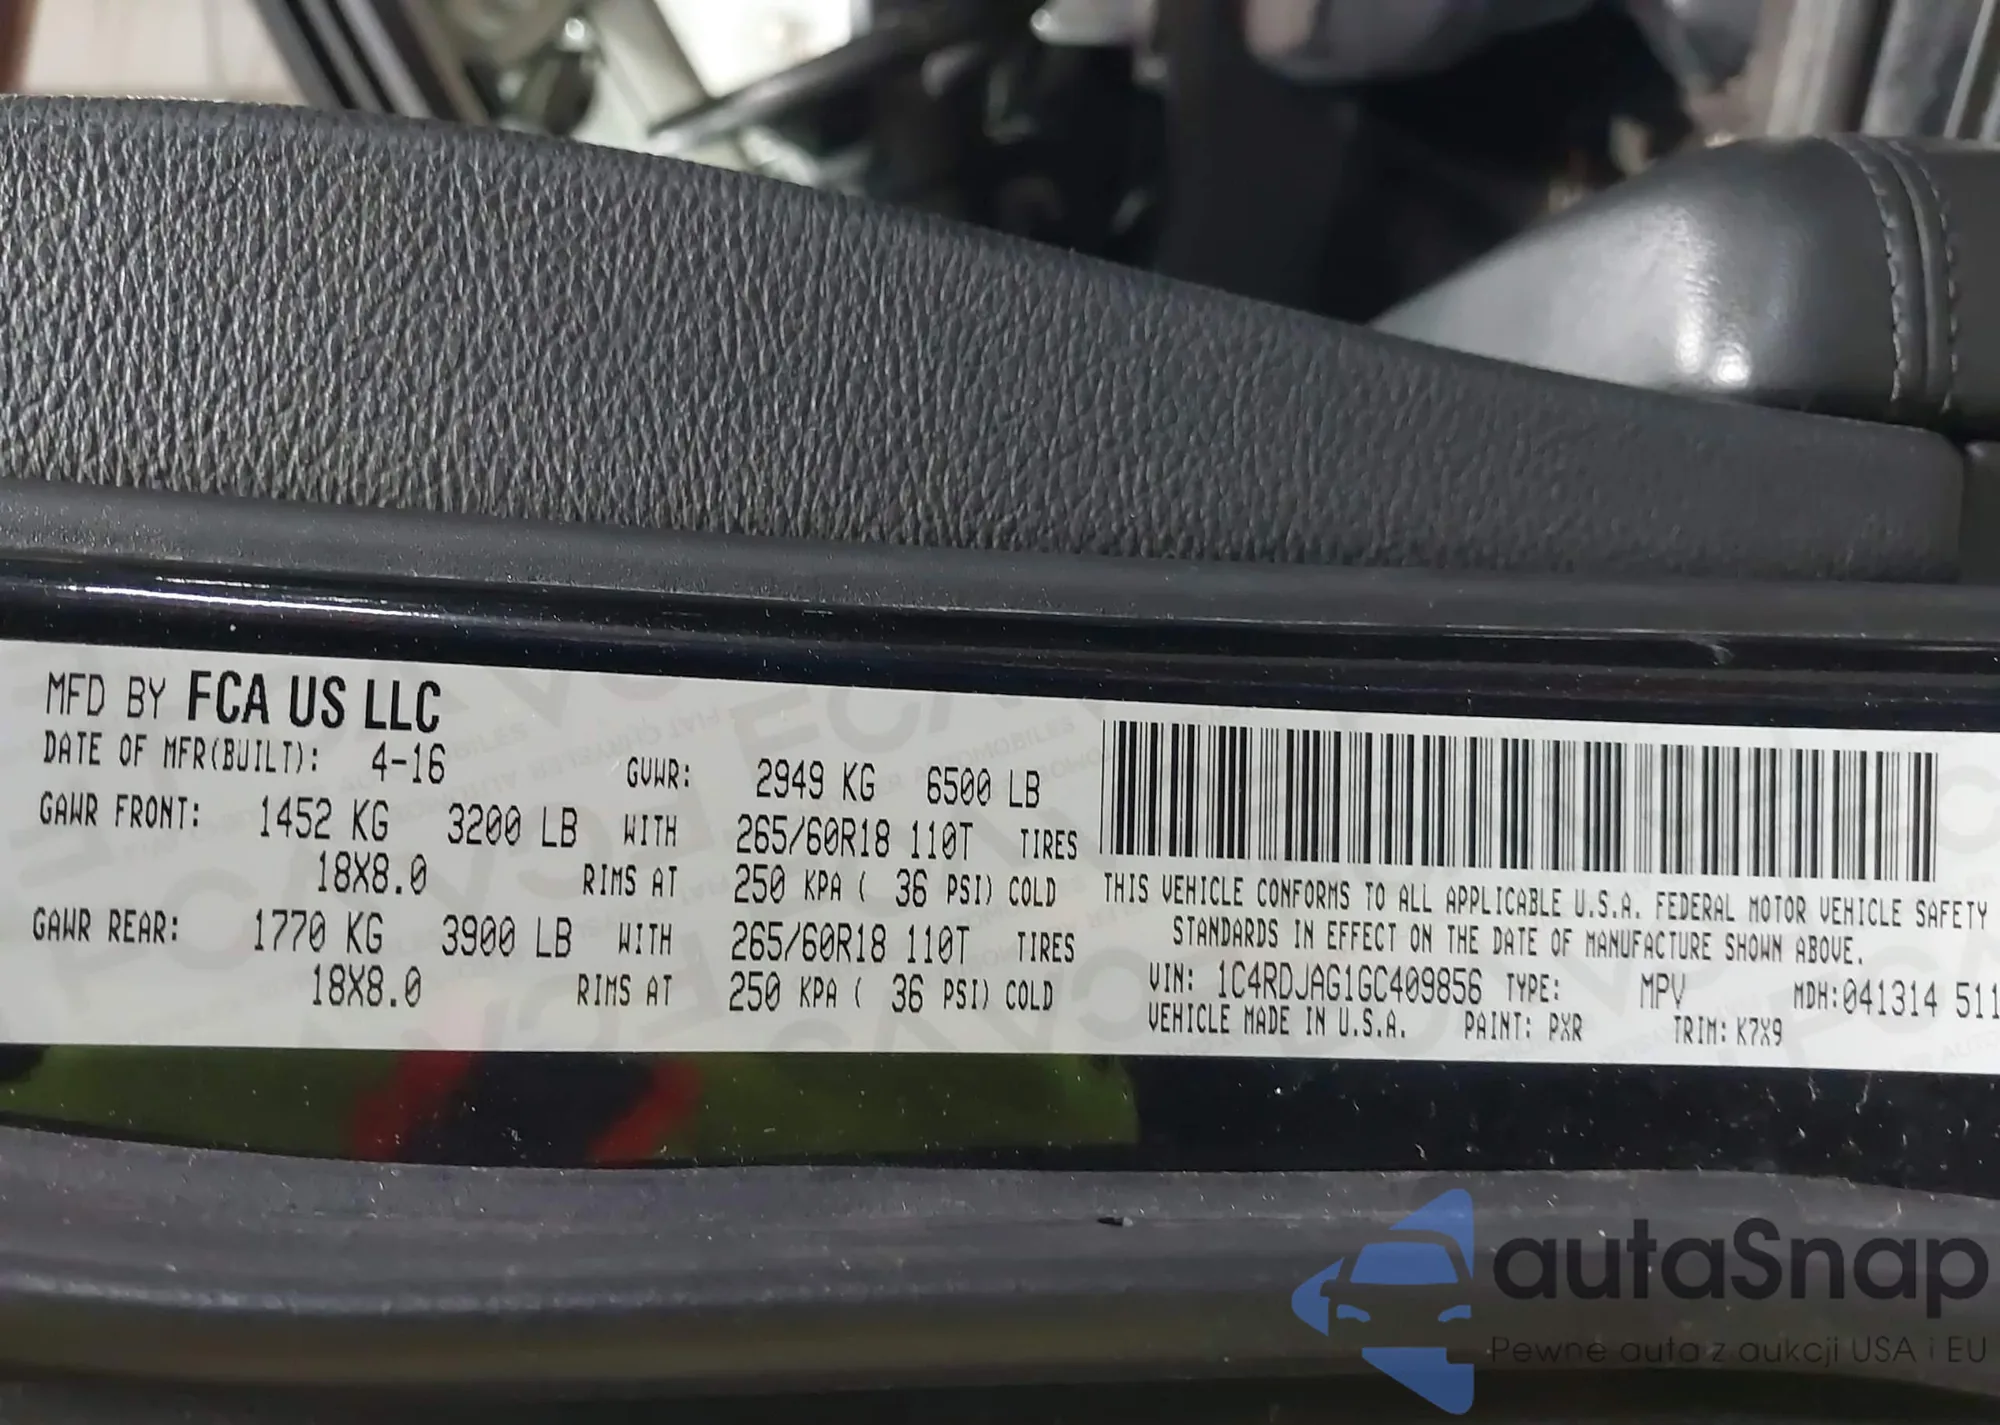 MFD BY FCA US LLC
DATE OF MFR(BUILT): 4-16 GVWR: 2949 KG 6500 LB
GAWR FRONT: 1452 KG 3200 LB WITH 265/60R18 110T TIRES
18X8.0 RIMS AT 250 KPA ( 36 PSI) COLD
GAWR REAR: 1770 KG 3900 LB WITH 265/60R18 110T TIRES
18X8.0 RIMS AT 250 KPA ( 36 PSI) COLD
THIS VEHICLE CONFORMS TO ALL APPLICABLE U.S.A. FEDERAL MOTOR VEHICLE SAFETY
STANDARDS IN EFFECT ON THE DATE OF MANUFACTURE SHOWN ABOVE.
VIN: 1C4RDJAG1GC409856 TYPE: MPV MDH:041314 511
VEHICLE MADE IN U.S.A. PAINT: PXR TRIM: K7X9
autaSnap
Pewne auta z aukcji USA i EU